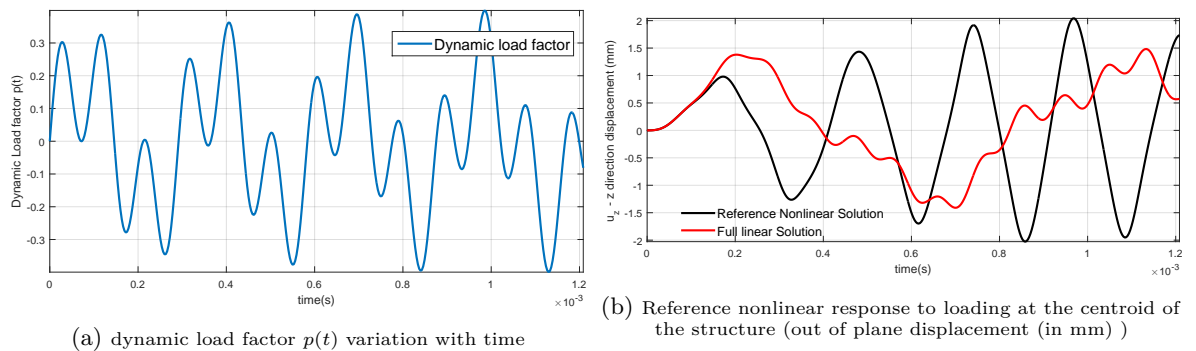 Dynamic Load factor p(t)
0.3
0.2
0.1
0
-0.1
-0.2
-0.3
Dynamic load factor
0 0.2 0.4 0.6 0.8 1 1.2
time(s)
×10⁻³
(a) dynamic load factor p(t) variation with time
u_z - z direction displacement (mm)
2
1.5
1
0.5
0
-0.5
-1
-1.5
-2
Reference Nonlinear Solution
Full linear Solution
0 0.2 0.4 0.6 0.8 1 1.2
time(s)
×10⁻³
(b) Reference nonlinear response to loading at the centroid of
the structure (out of plane displacement (in mm) )